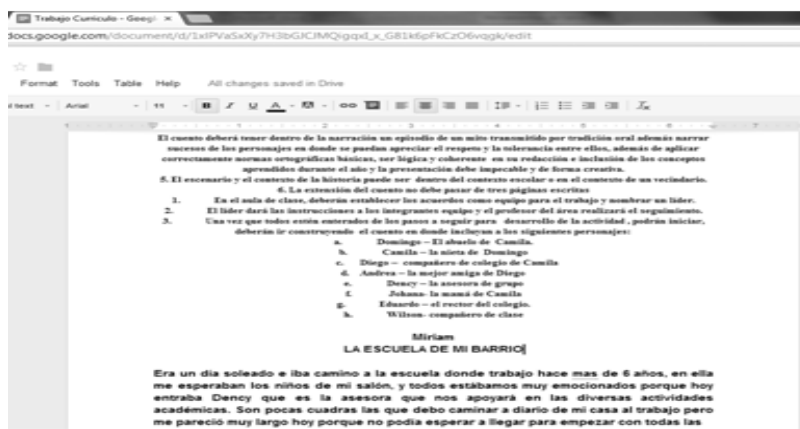 Trabajo Curriculo - Googl ×
docs.google.com/document/d/
Format Tools Table Help All changes saved in Drive
Arial 11 B I U A
El cuento deberá tener dentro de la narración un episodio de un mito transmitido por tradición oral además narrar
sucesos de los personajes en donde se puedan apreciar el respeto y la tolerancia entre ellos, además de aplicar
correctamente normas ortográficas básicas, ser lógica y coherente en su redacción e inclusión de los conceptos
aprendidos durante el año y la presentación debe impecable y de forma creativa.
5. El escenario y el contexto de la historia puede ser dentro del contexto escolar o en el contexto de un vecindario.
6. La extensión del cuento no debe pasar de tres páginas escritas
1. En el aula de clase, deberán establecer los acuerdos como equipo para el trabajo y nombrar un líder.
2. El líder dará las instrucciones a los integrantes equipo y el profesor del área realizará el seguimiento.
3. Una vez que todos estén enterados de los pasos a seguir para desarrollo de la actividad, podrán iniciar,
deberán ir construyendo el cuento en donde incluyan a los siguientes personajes:
a. Domingo – El abuelo de Camila.
b. Camila – la nieta de Domingo
c. Diego – compañero de colegio de Camila
d. Andrea – la mejor amiga de Diego
e. Dency – la asesora de grupo
f. Johana- la mamá de Camila
g. Eduardo – el rector del colegio.
h. Wilson- compañero de clase
Miriam
LA ESCUELA DE MI BARRIO
Era un día soleado e iba camino a la escuela donde trabajo hace mas de 6 años, en ella
me esperaban los niños de mi salón, y todos estábamos muy emocionados porque hoy
entraba Dency que es la asesora que nos apoyará en las diversas actividades
académicas. Son pocas cuadras las que debo caminar a diario de mi casa al trabajo pero
me pareció muy largo hoy porque no podía esperar a llegar para empezar con todas las